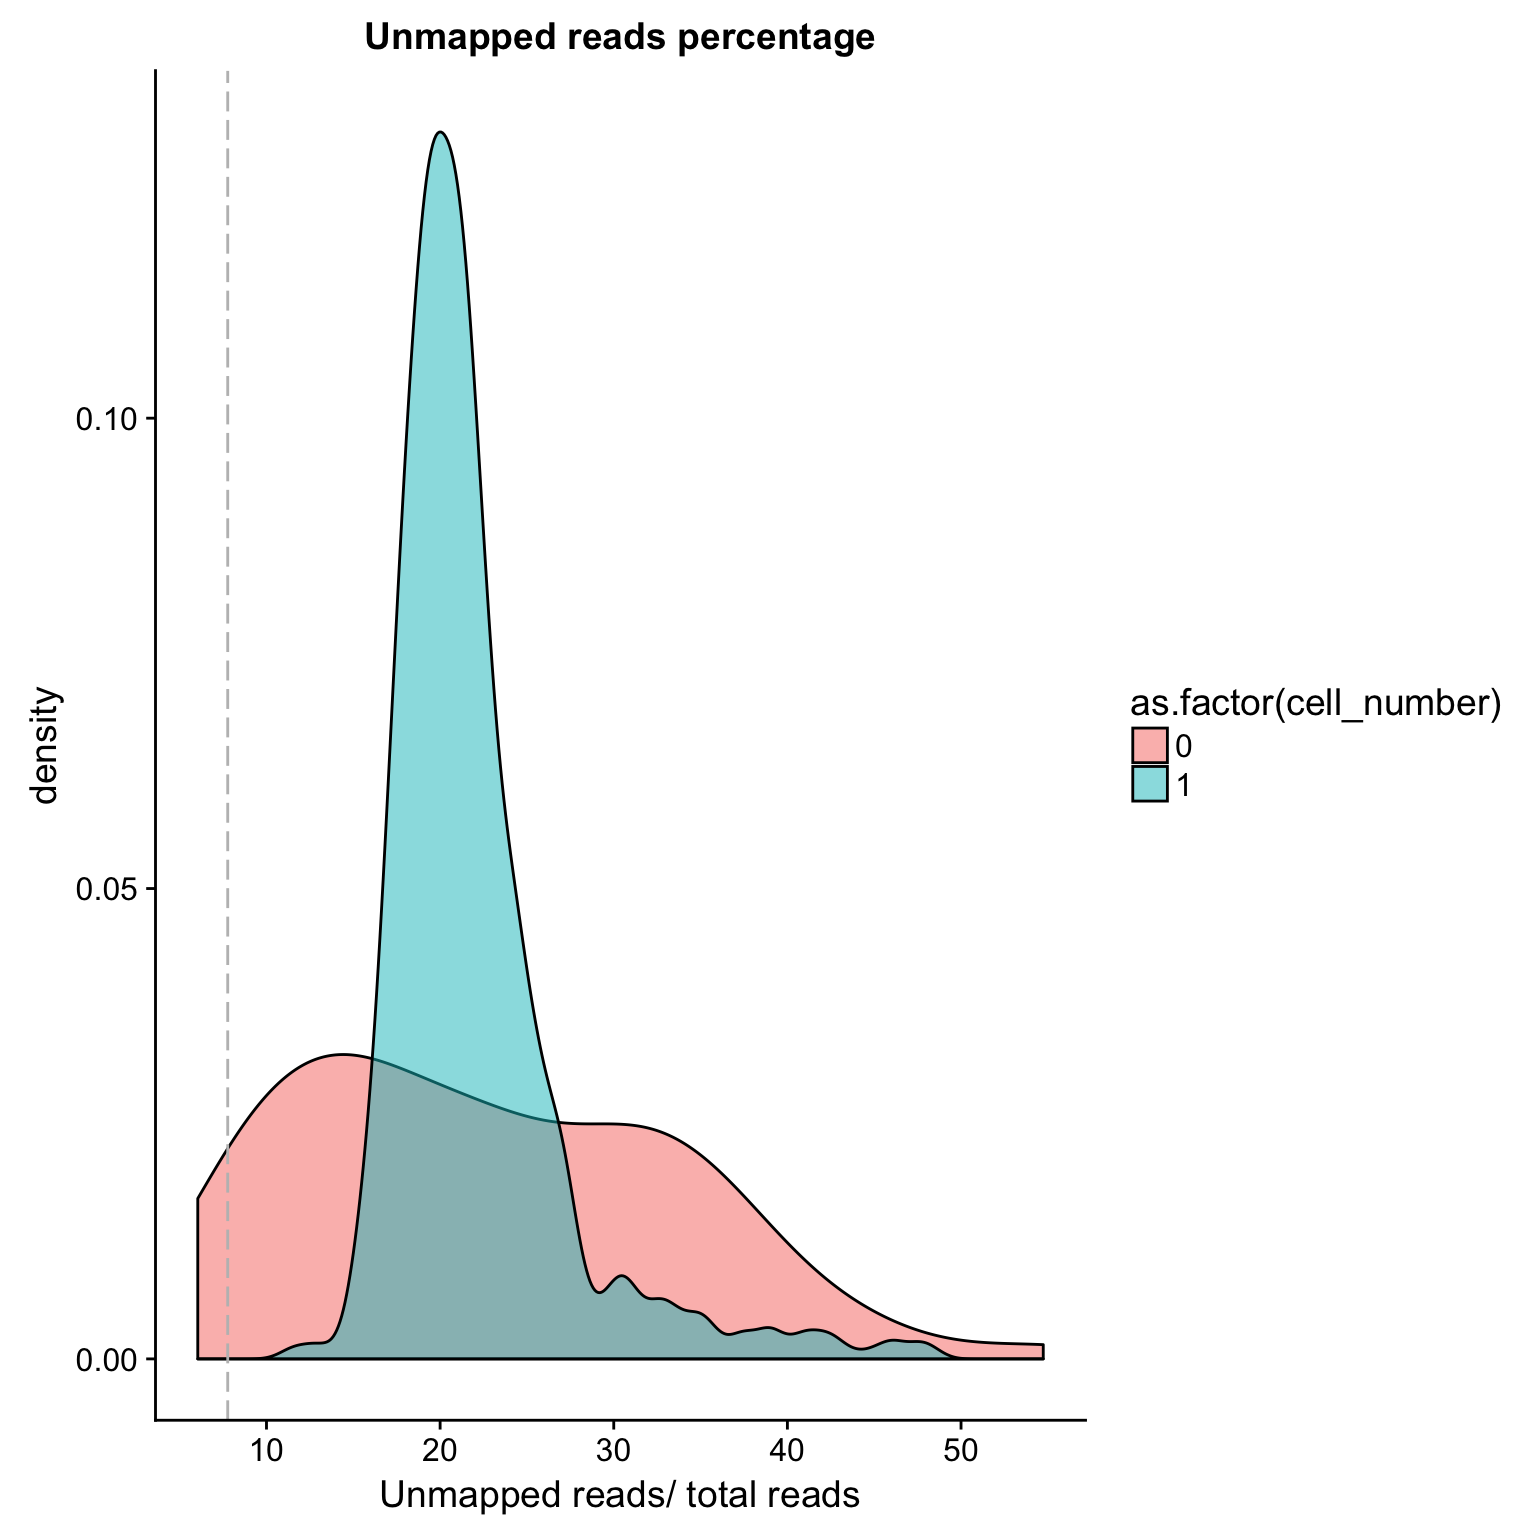 Unmapped reads percentage
0.10
0.05
0.00
density
10 20 30 40 50
Unmapped reads/ total reads
as.factor(cell_number)
0
1